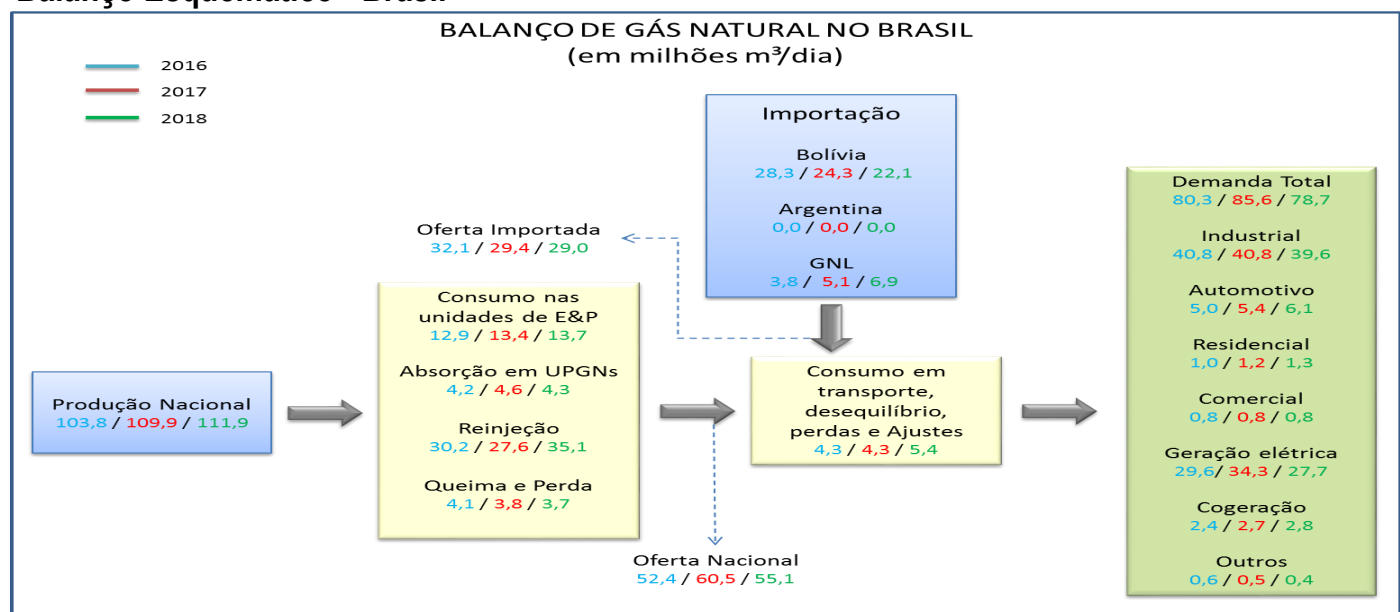 BALANÇO DE GÁS NATURAL NO BRASIL
(em milhões m³/dia)
2016
2017
2018
Importação
Bolívia
28,3 / 24,3 / 22,1
Argentina
0,0 / 0,0 / 0,0
GNL
3,8 / 5,1 / 6,9
Oferta Importada
32,1 / 29,4 / 29,0
Produção Nacional
103,8 / 109,9 / 111,9
Consumo nas
unidades de E&P
12,9 / 13,4 / 13,7
Absorção em UPGNs
4,2 / 4,6 / 4,3
Reinjeção
30,2 / 27,6 / 35,1
Queima e Perda
4,1 / 3,8 / 3,7
Oferta Nacional
52,4 / 60,5 / 55,1
Consumo em
transporte,
desequilíbrio,
perdas e Ajustes
4,3 / 4,3 / 5,4
Demanda Total
80,3 / 85,6 / 78,7
Industrial
40,8 / 40,8 / 39,6
Automotivo
5,0 / 5,4 / 6,1
Residencial
1,0 / 1,2 / 1,3
Comercial
0,8 / 0,8 / 0,8
Geração elétrica
29,6/ 34,3 / 27,7
Cogeração
2,4 / 2,7 / 2,8
Outros
0,6 / 0,5 / 0,4